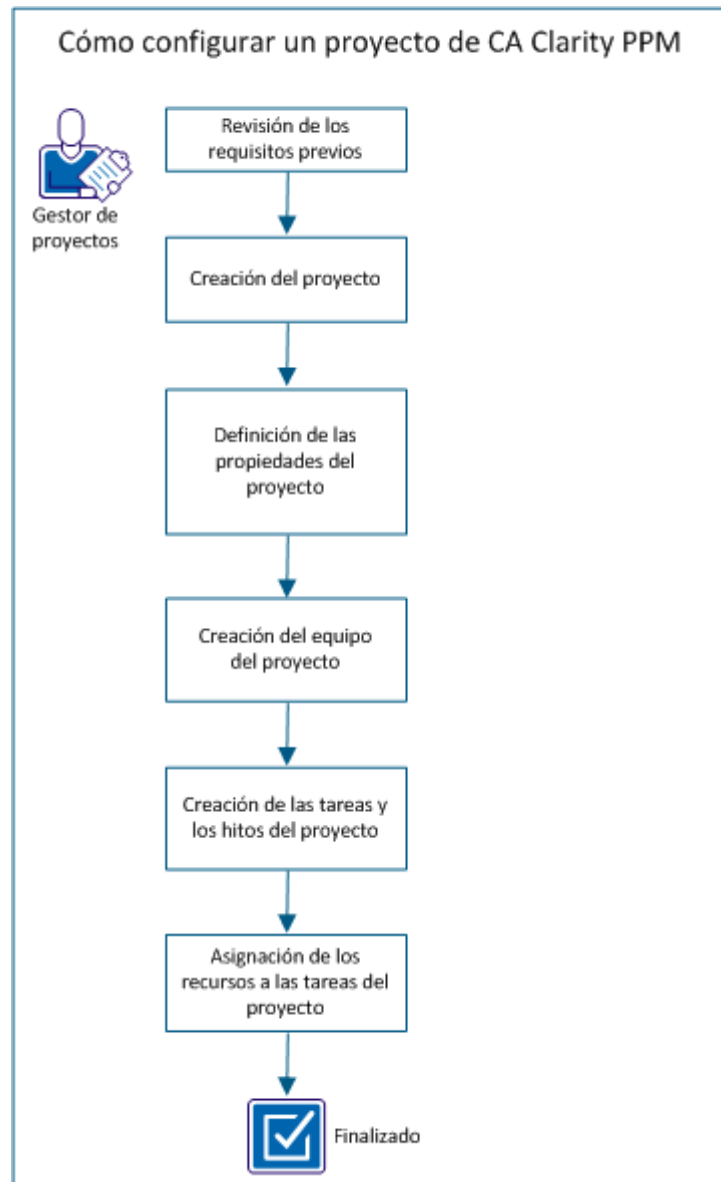 Cómo configurar un proyecto de CA Clarity PPM
Gestor de
proyectos
Revisión de los
requisitos previos
Creación del proyecto
Definición de las
propiedades del
proyecto
Creación del equipo
del proyecto
Creación de las tareas y
los hitos del proyecto
Asignación de los
recursos a las tareas del
proyecto
Finalizado